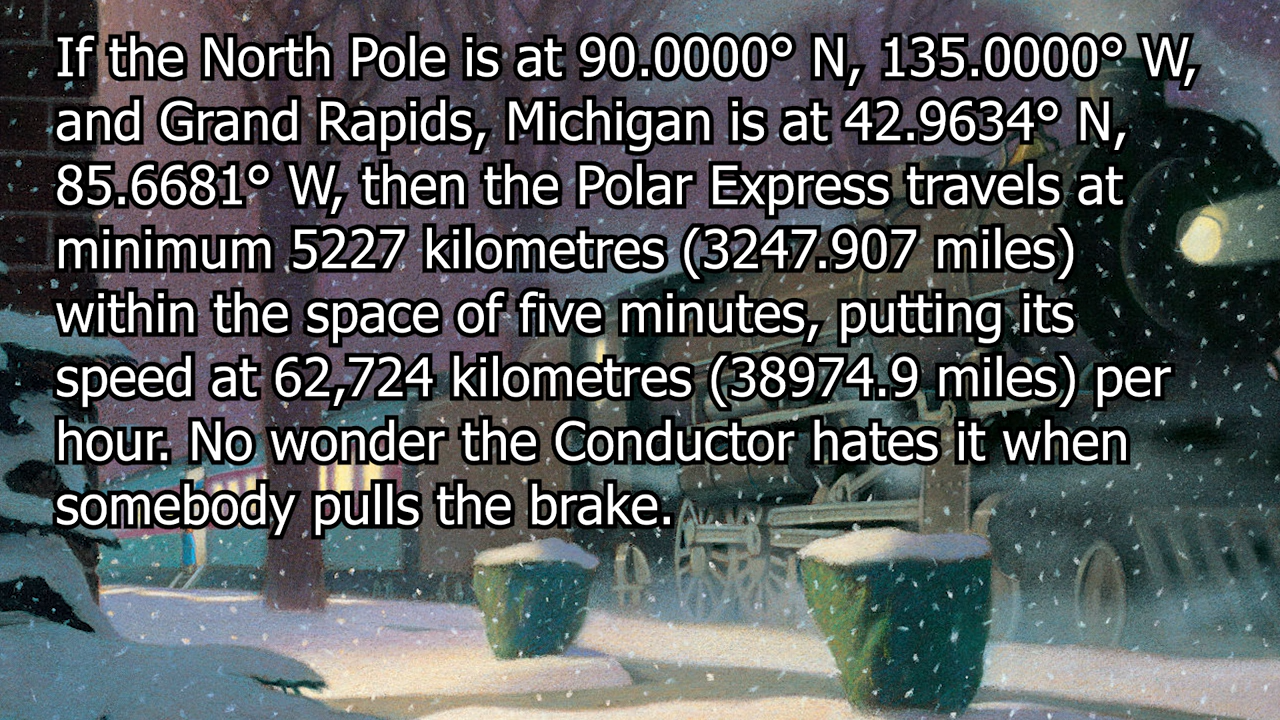 If the North Pole is at 90.0000° N, 135.0000° W,
and Grand Rapids, Michigan is at 42.9634° N,
85.6681° W, then the Polar Express travels at
minimum 5227 kilometres (3247.907 miles)
within the space of five minutes, putting its
speed at 62,724 kilometres (38974.9 miles) per
hour. No wonder the Conductor hates it when
somebody pulls the brake.